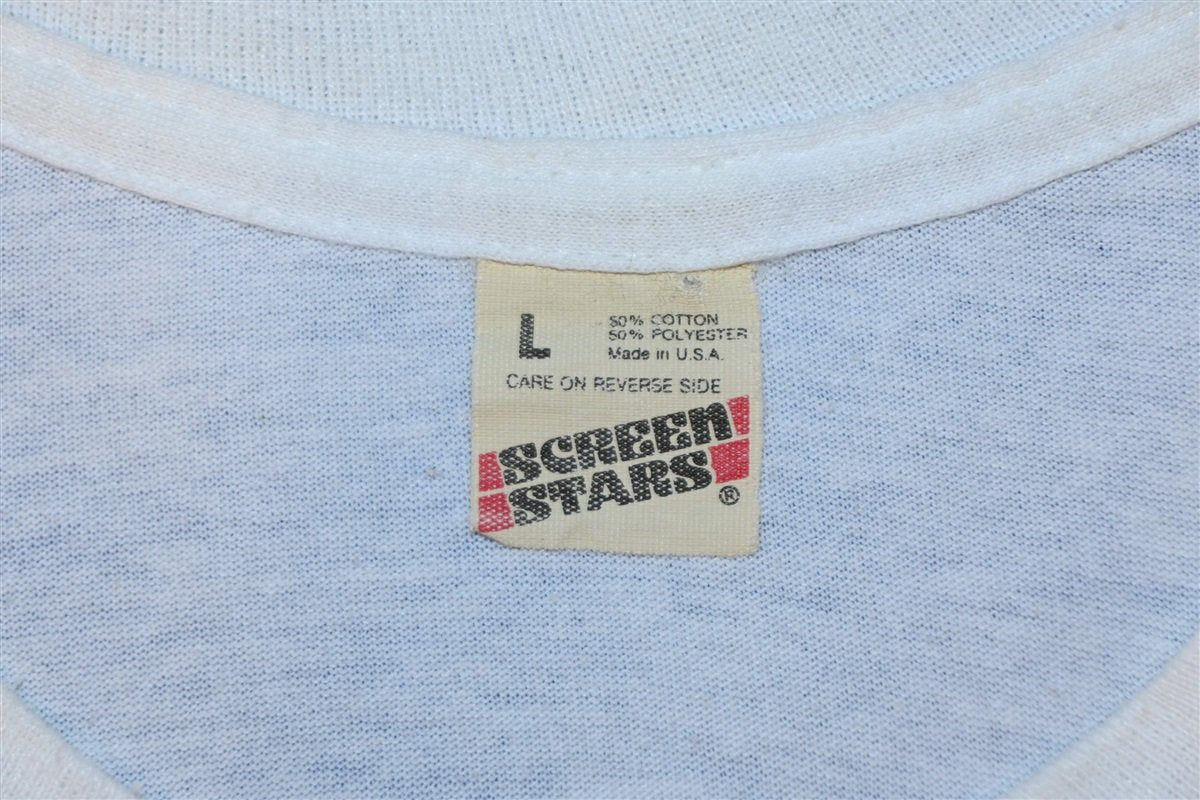 L
50% COTTON
50% POLYESTER
Made in U.S.A.
CARE ON REVERSE SIDE
SCREEN
STARS®